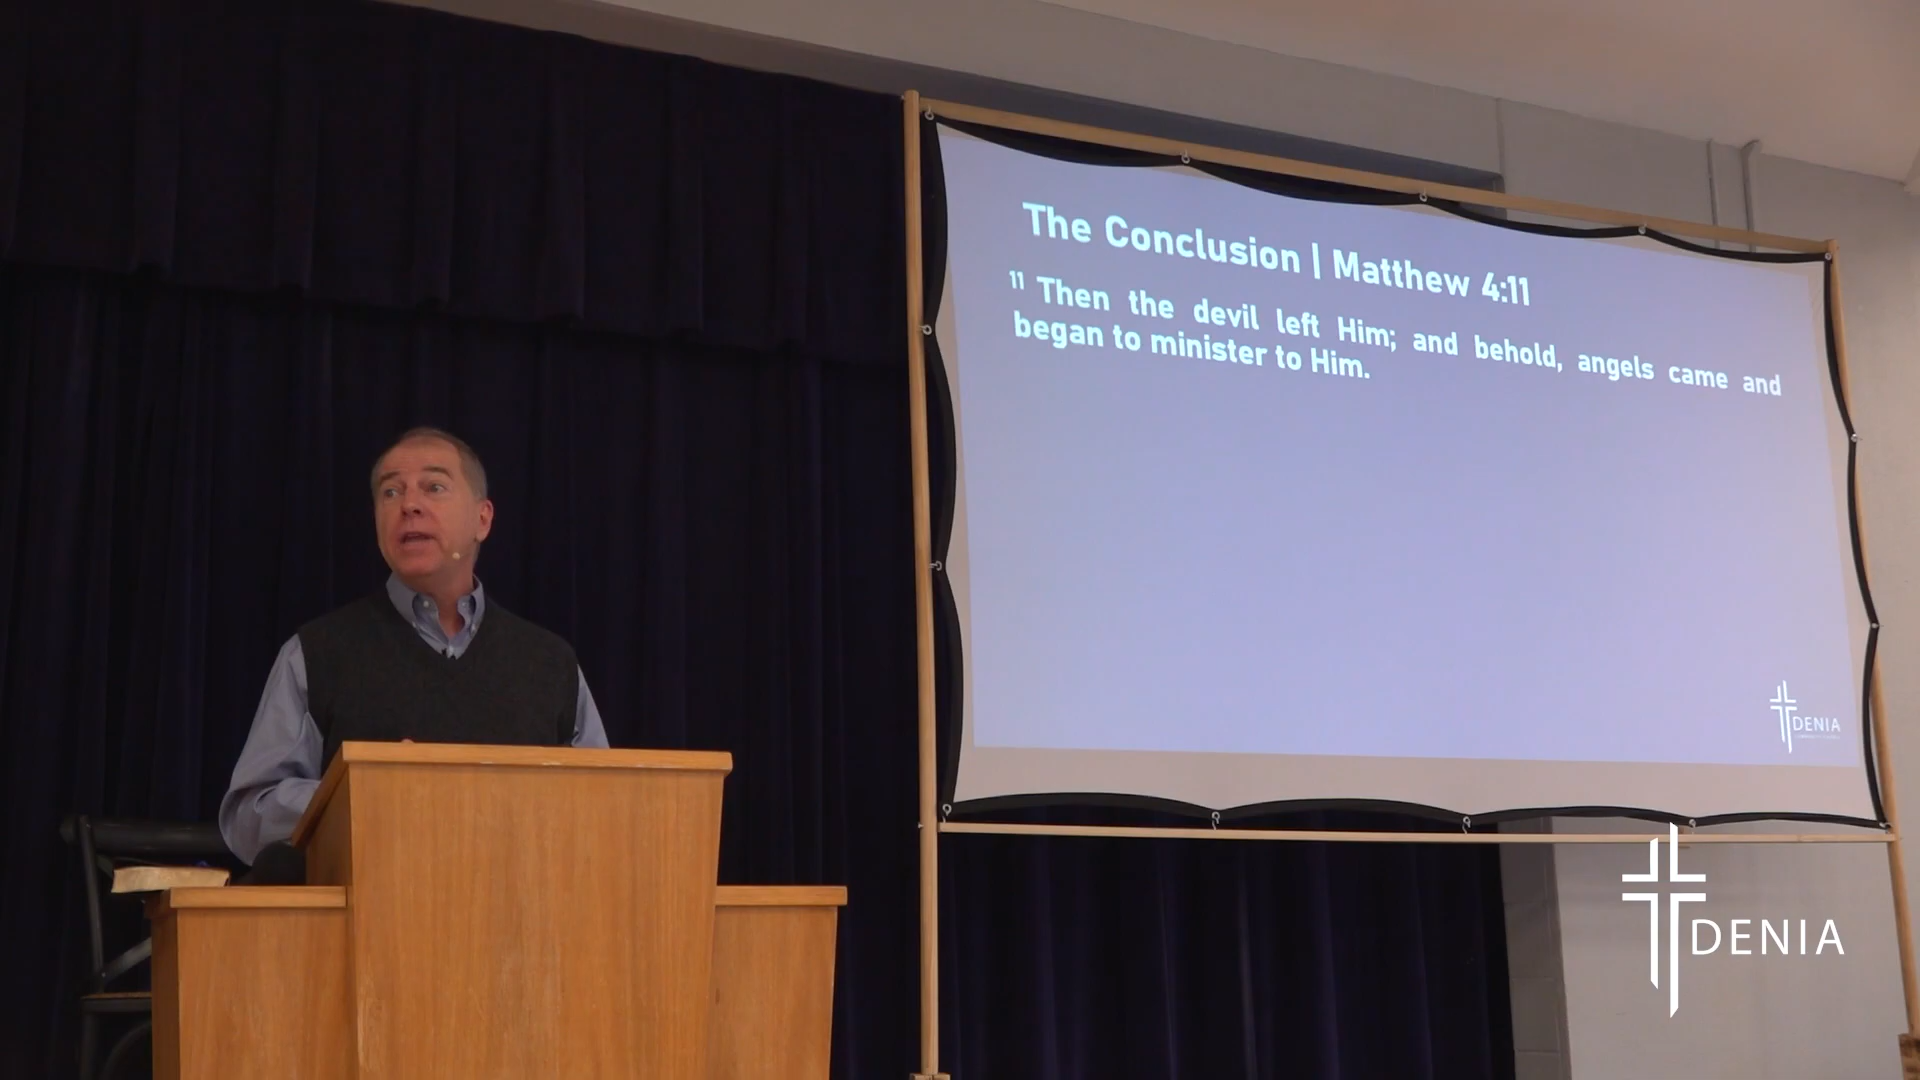 The Conclusion | Matthew 4:11
11 Then the devil left Him; and behold, angels came and
began to minister to Him.
DENIA
DENIA